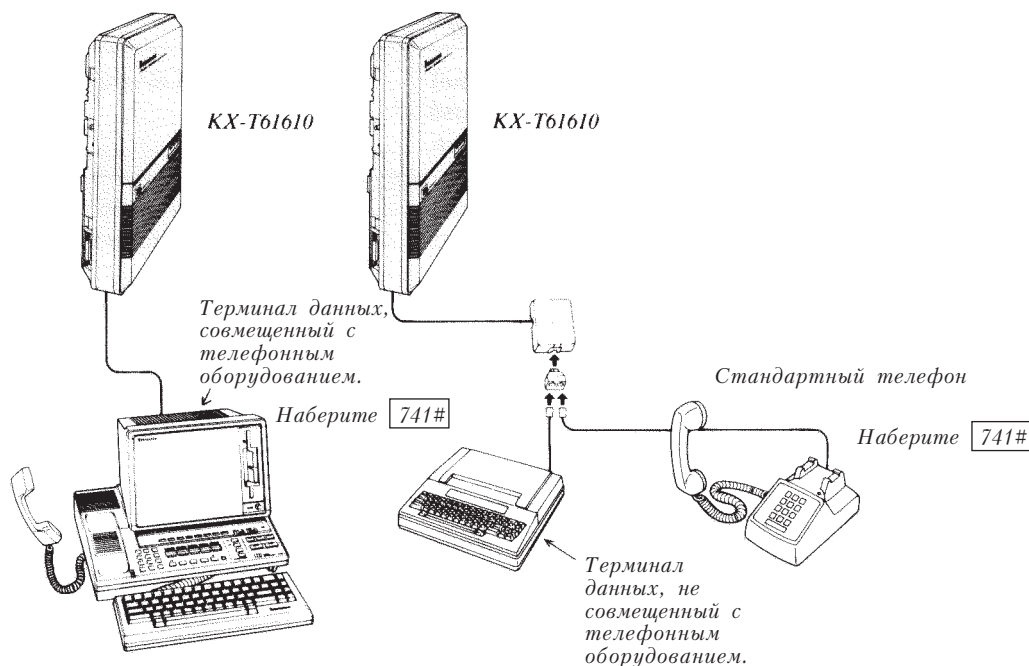 KX-T61610
KX-T61610
Терминал данных,
совмещенный с
телефонным
оборудованием.
Наберите 741#
Стандартный телефон
Наберите 741#
Терминал
данных, не
совмещенный с
телефонным
оборудованием.